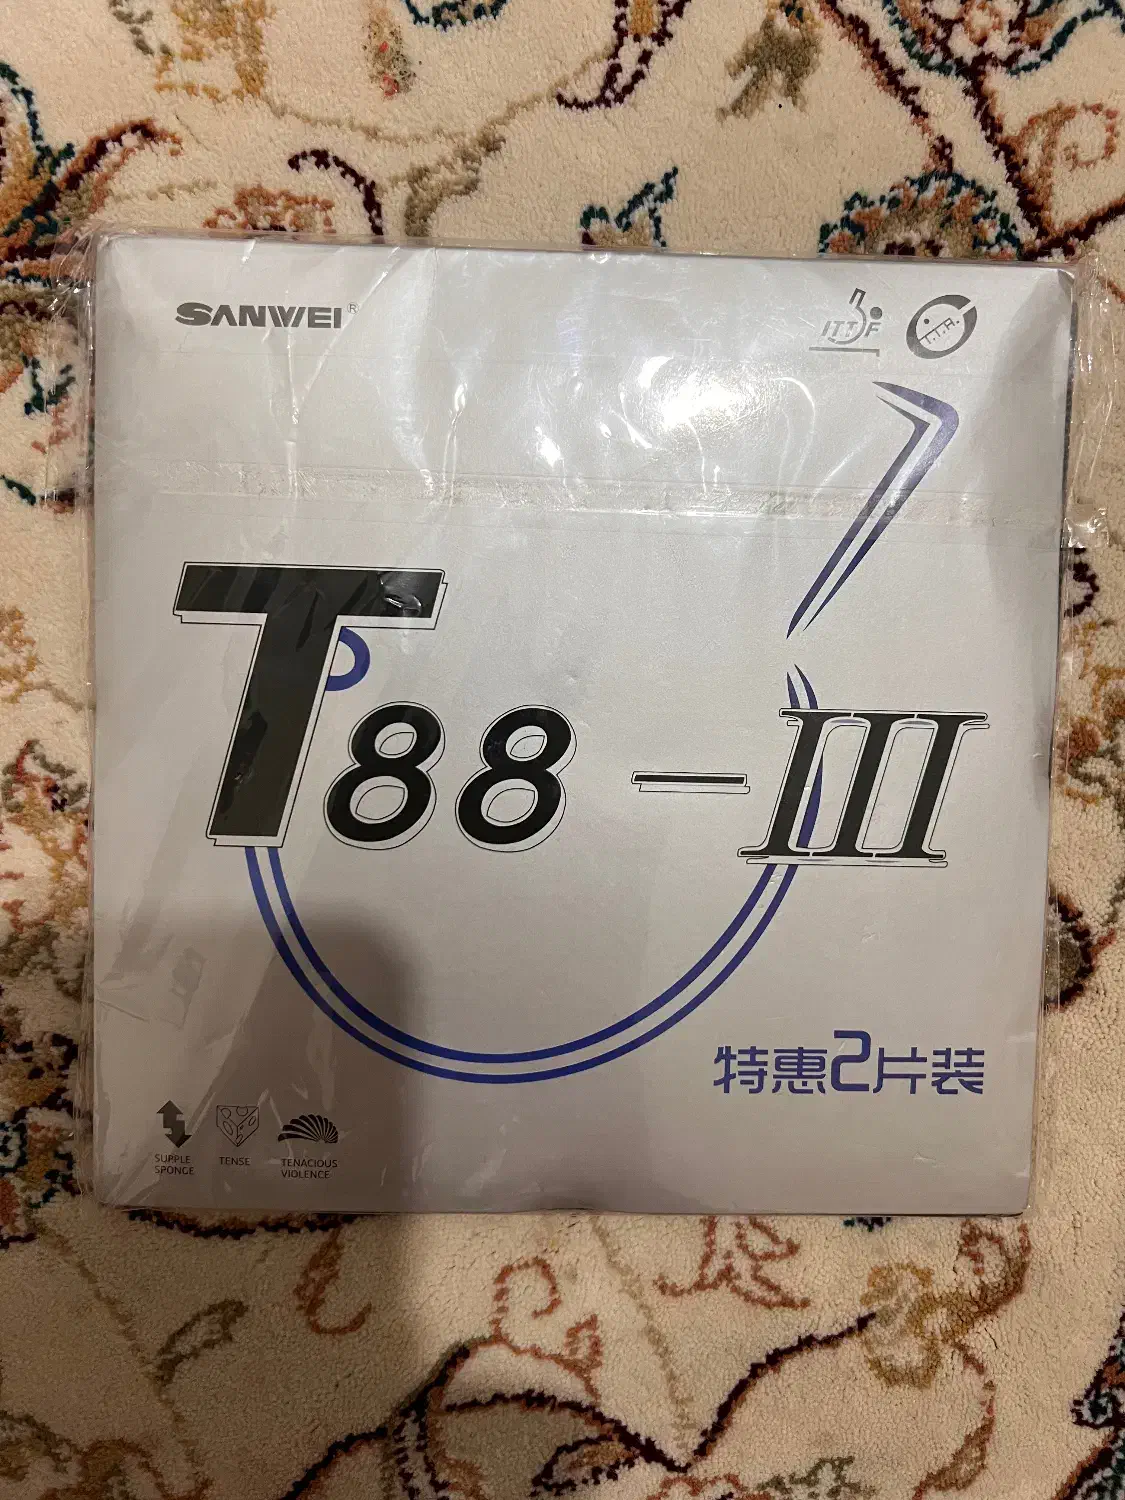 SANWEI®
ITTF
T.T.A.
T88-III
特惠2片装
SUPPLE SPONGE
TENSE
TENACIOUS VIOLENCE